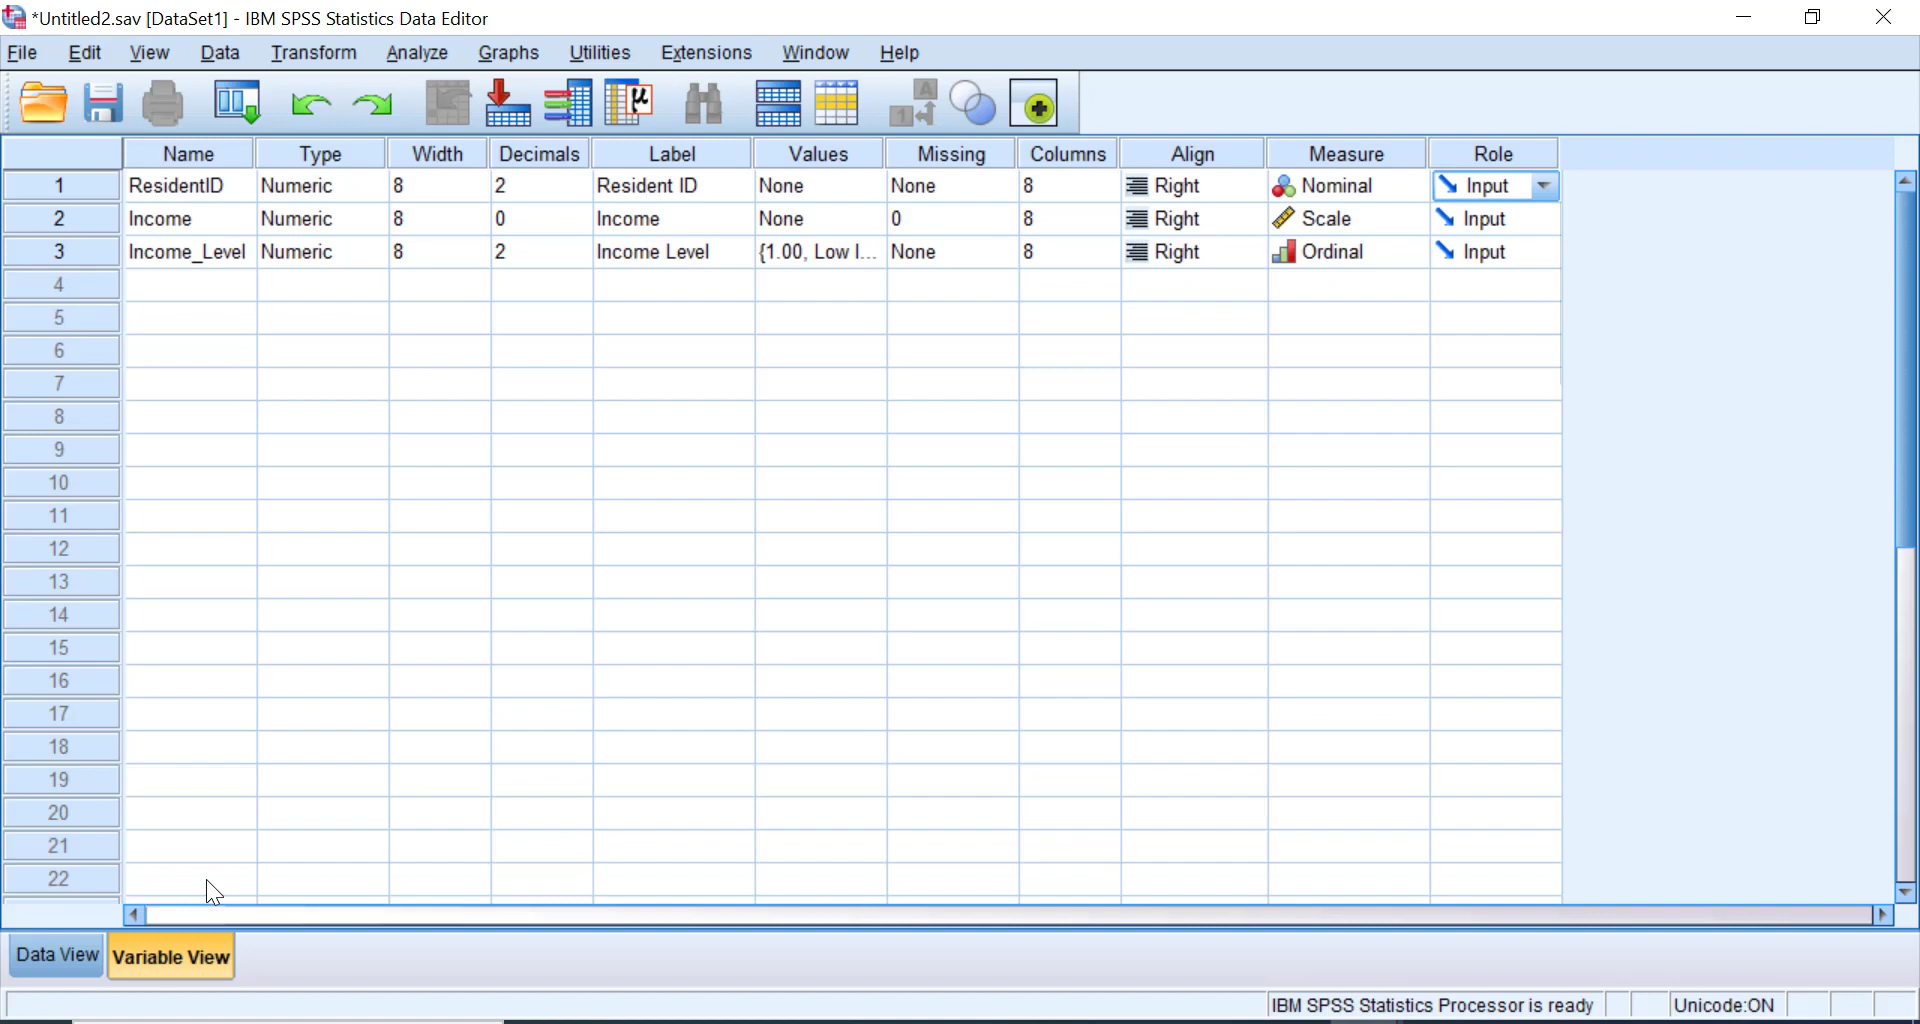 *Untitled2.sav [DataSet1] - IBM SPSS Statistics Data Editor
File Edit View Data Transform Analyze Graphs Utilities Extensions Window Help
Name Type Width Decimals Label Values Missing Columns Align Measure Role
1 ResidentID Numeric 8 2 Resident ID None None 8 Right Nominal Input
2 Income Numeric 8 0 Income None 0 8 Right Scale Input
3 Income_Level Numeric 8 2 Income Level {1.00, Low I... None 8 Right Ordinal Input
4
5
6
7
8
9
10
11
12
13
14
15
16
17
18
19
20
21
22
Data View Variable View
IBM SPSS Statistics Processor is ready Unicode:ON